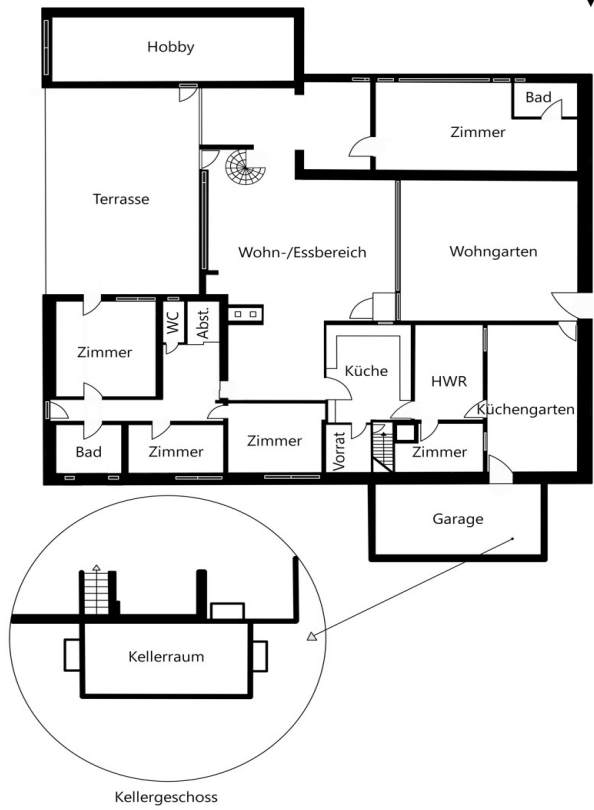 Hobby
Bad
Zimmer
Terrasse
Wohn-/Essbereich
Wohngarten
WC
Abst.
Zimmer
Küche
HWR
Küchengarten
Bad
Zimmer
Zimmer
Vorrat
Zimmer
Garage
Kellerraum
Kellergeschoss